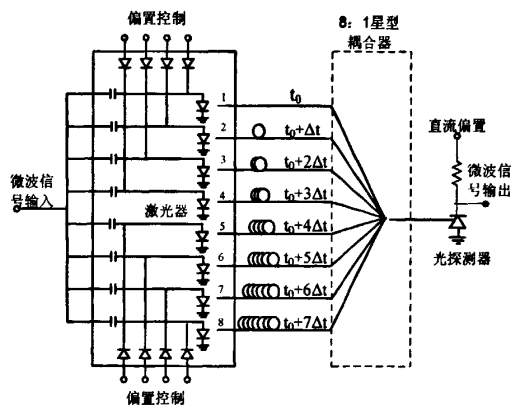 偏置控制
8：1星型
耦合器
微波信
号输入
激光器
1
t₀
2
t₀+Δt
3
t₀+2Δt
4
t₀+3Δt
5
t₀+4Δt
6
t₀+5Δt
7
t₀+6Δt
8
t₀+7Δt
直流偏置
微波信
号输出
光探测器
偏置控制